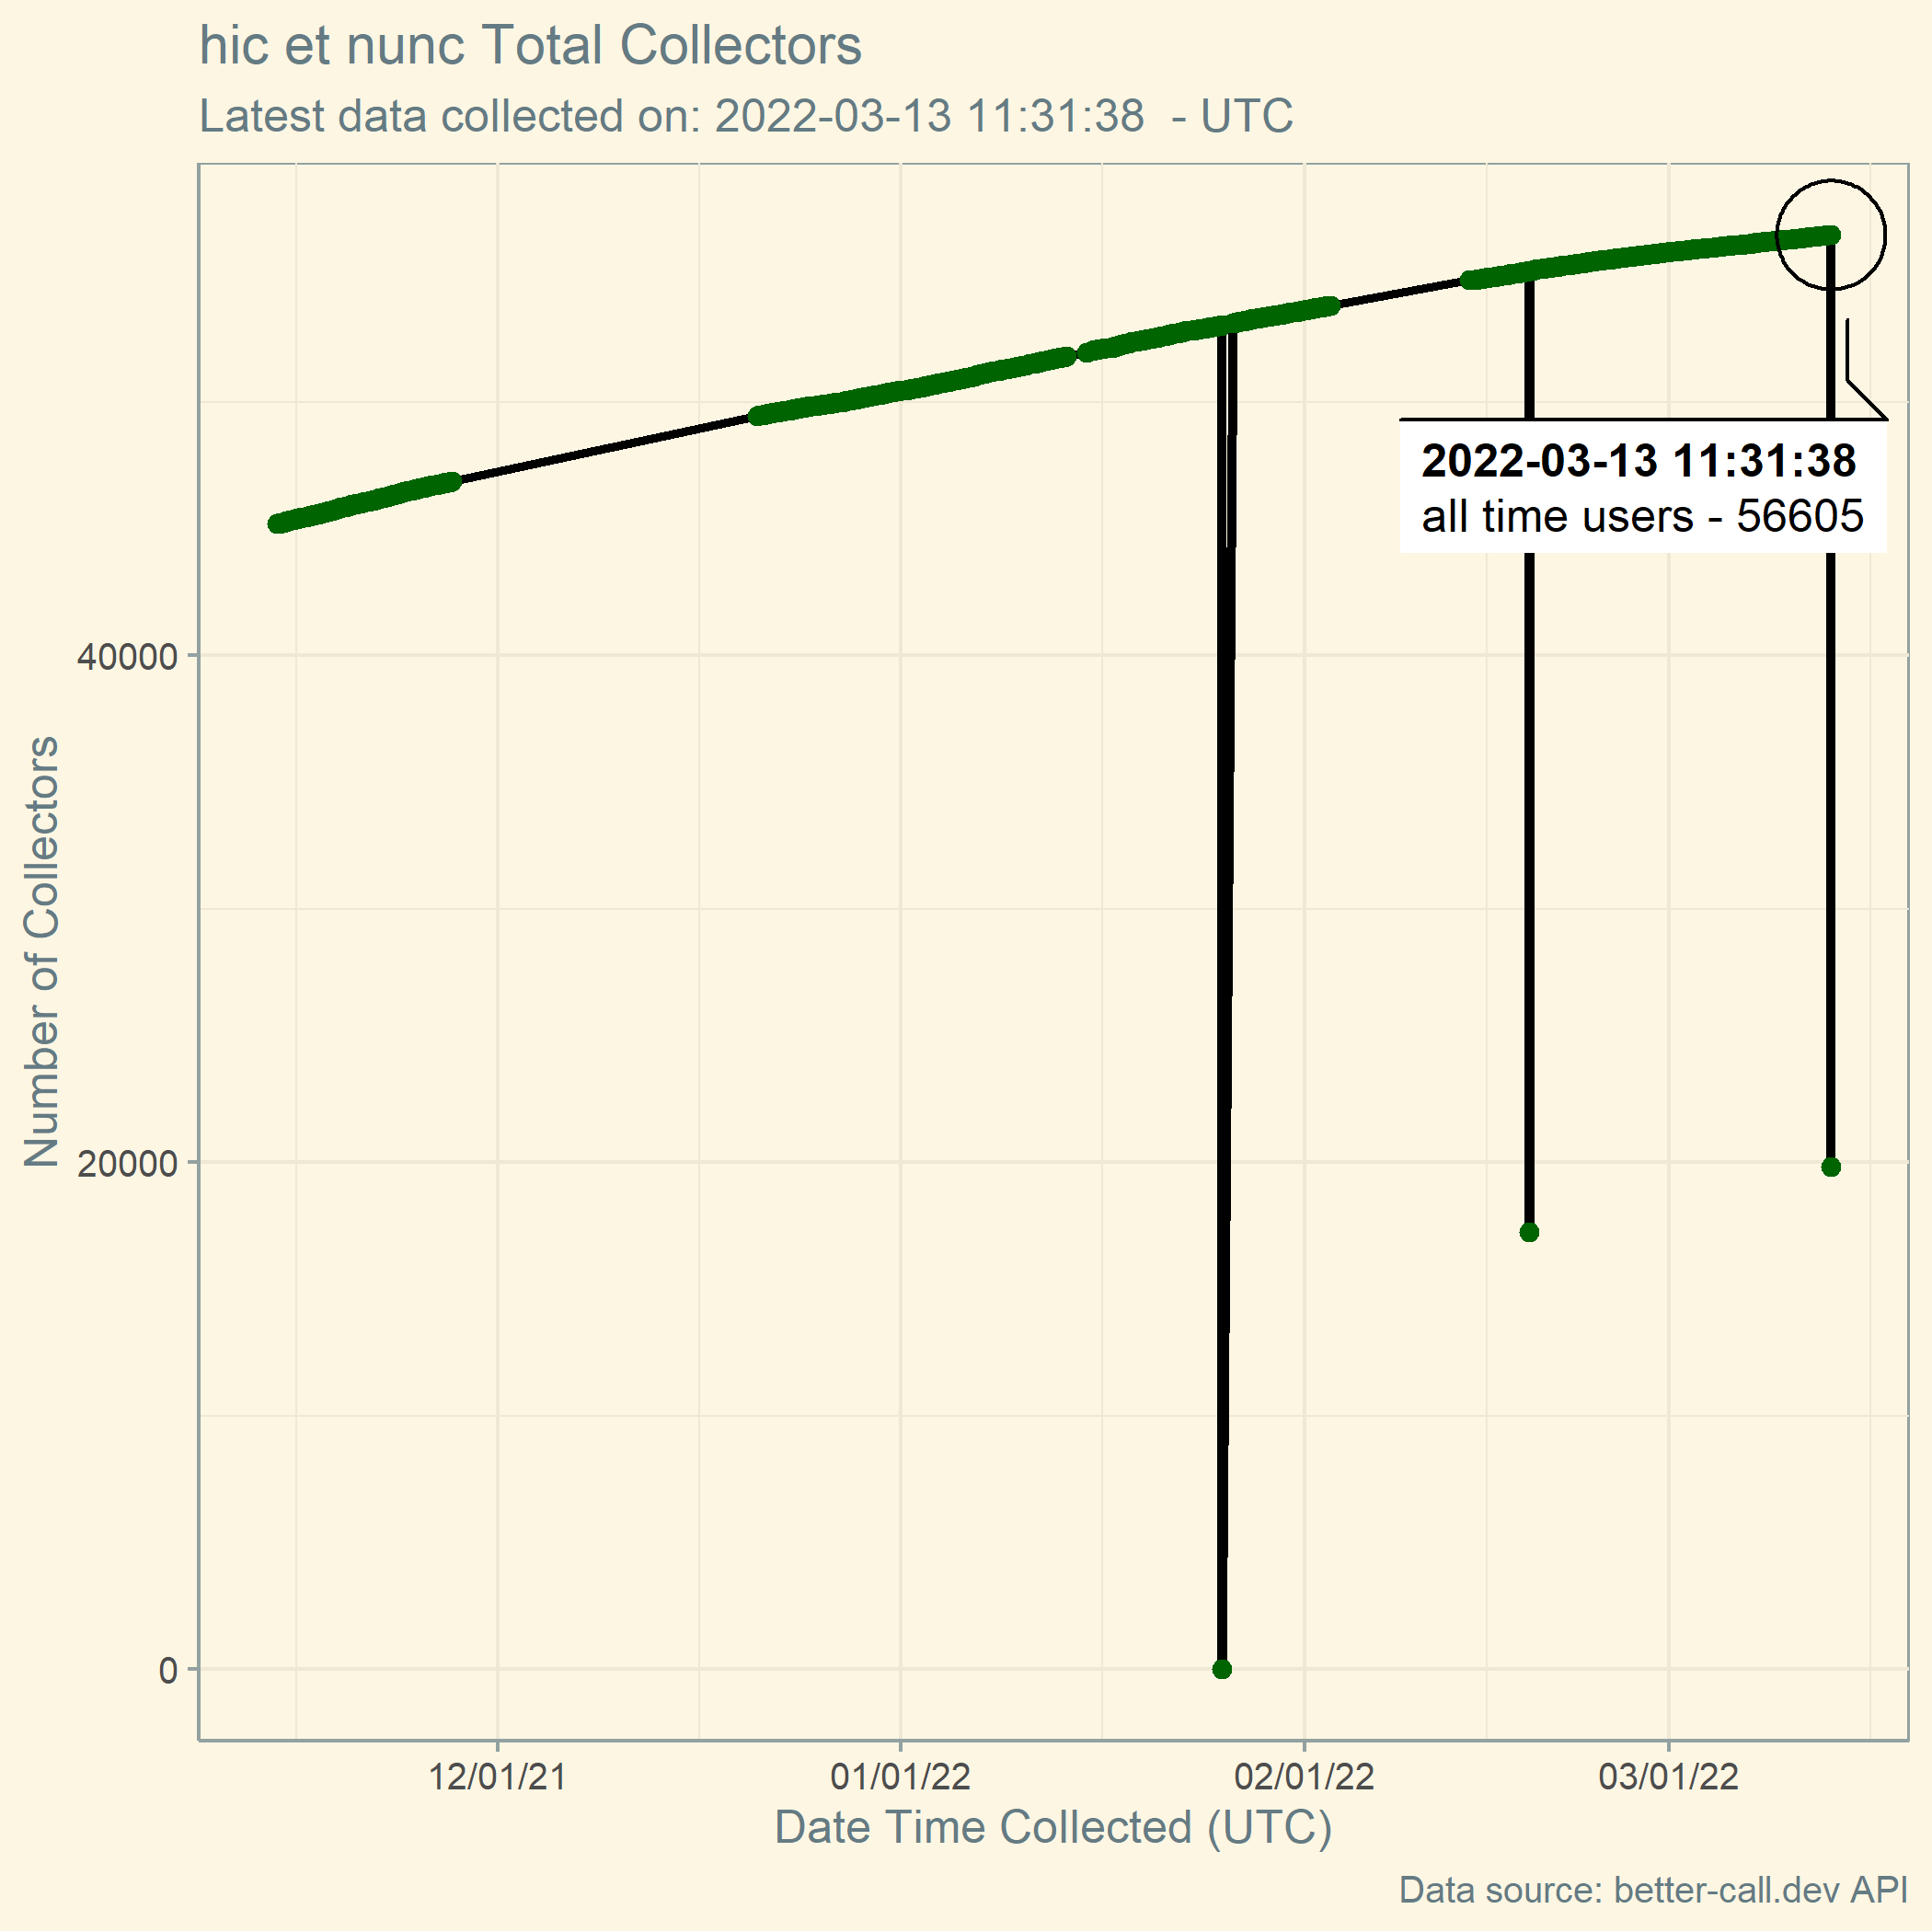 hic et nunc Total Collectors
Latest data collected on: 2022-03-13 11:31:38  - UTC
2022-03-13 11:31:38
all time users - 56605
Number of Collectors
40000
20000
0
12/01/21
01/01/22
02/01/22
03/01/22
Date Time Collected (UTC)
Data source: better-call.dev API